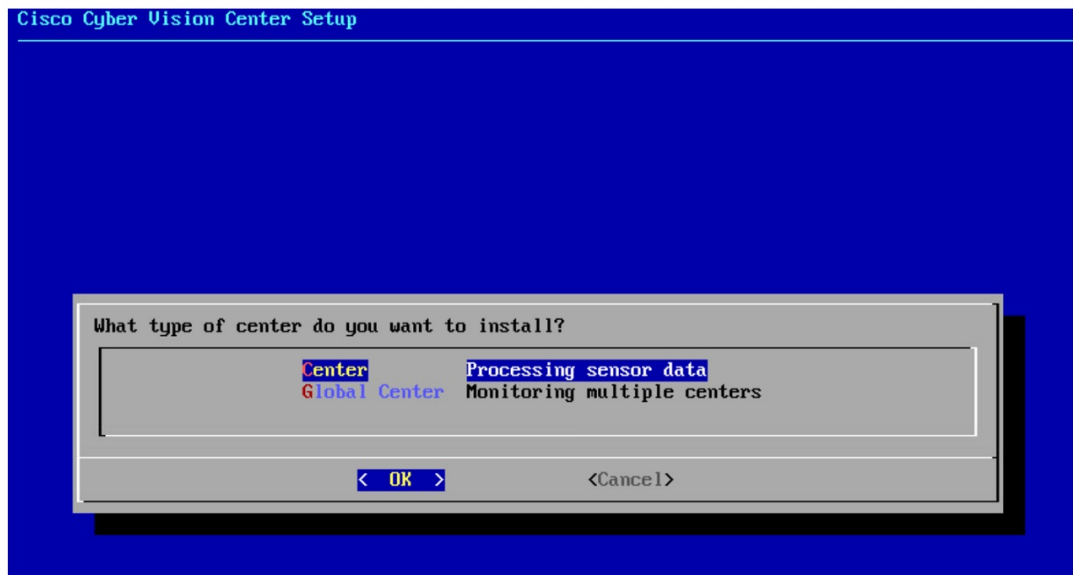 Cisco Cyber Vision Center Setup
What type of center do you want to install?
Center Processing sensor data
Global Center Monitoring multiple centers
< OK > <Cancel>